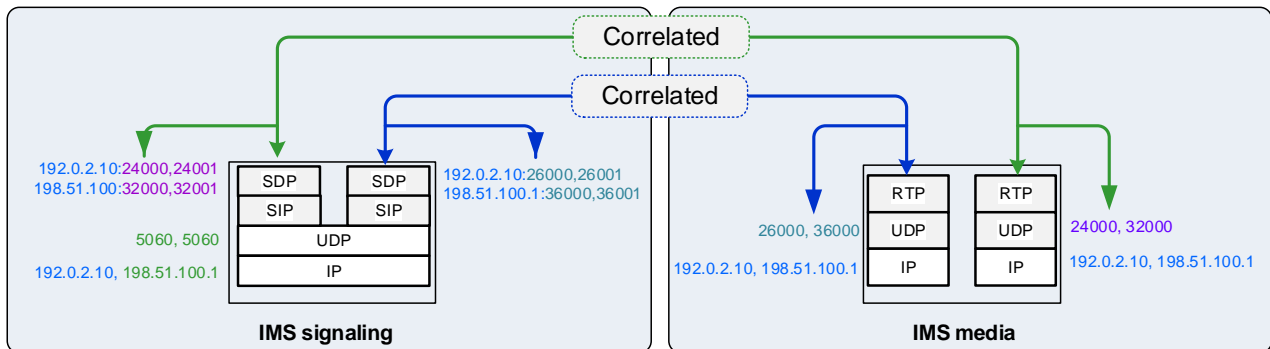 Correlated
Correlated
192.0.2.10:24000,24001
198.51.100:32000,32001
192.0.2.10:26000,26001
198.51.100.1:36000,36001
SDP
SDP
SIP
SIP
5060, 5060
UDP
192.0.2.10, 198.51.100.1
IP
IMS signaling
RTP
RTP
26000, 36000
UDP
UDP
24000, 32000
192.0.2.10, 198.51.100.1
IP
IP
192.0.2.10, 198.51.100.1
IMS media